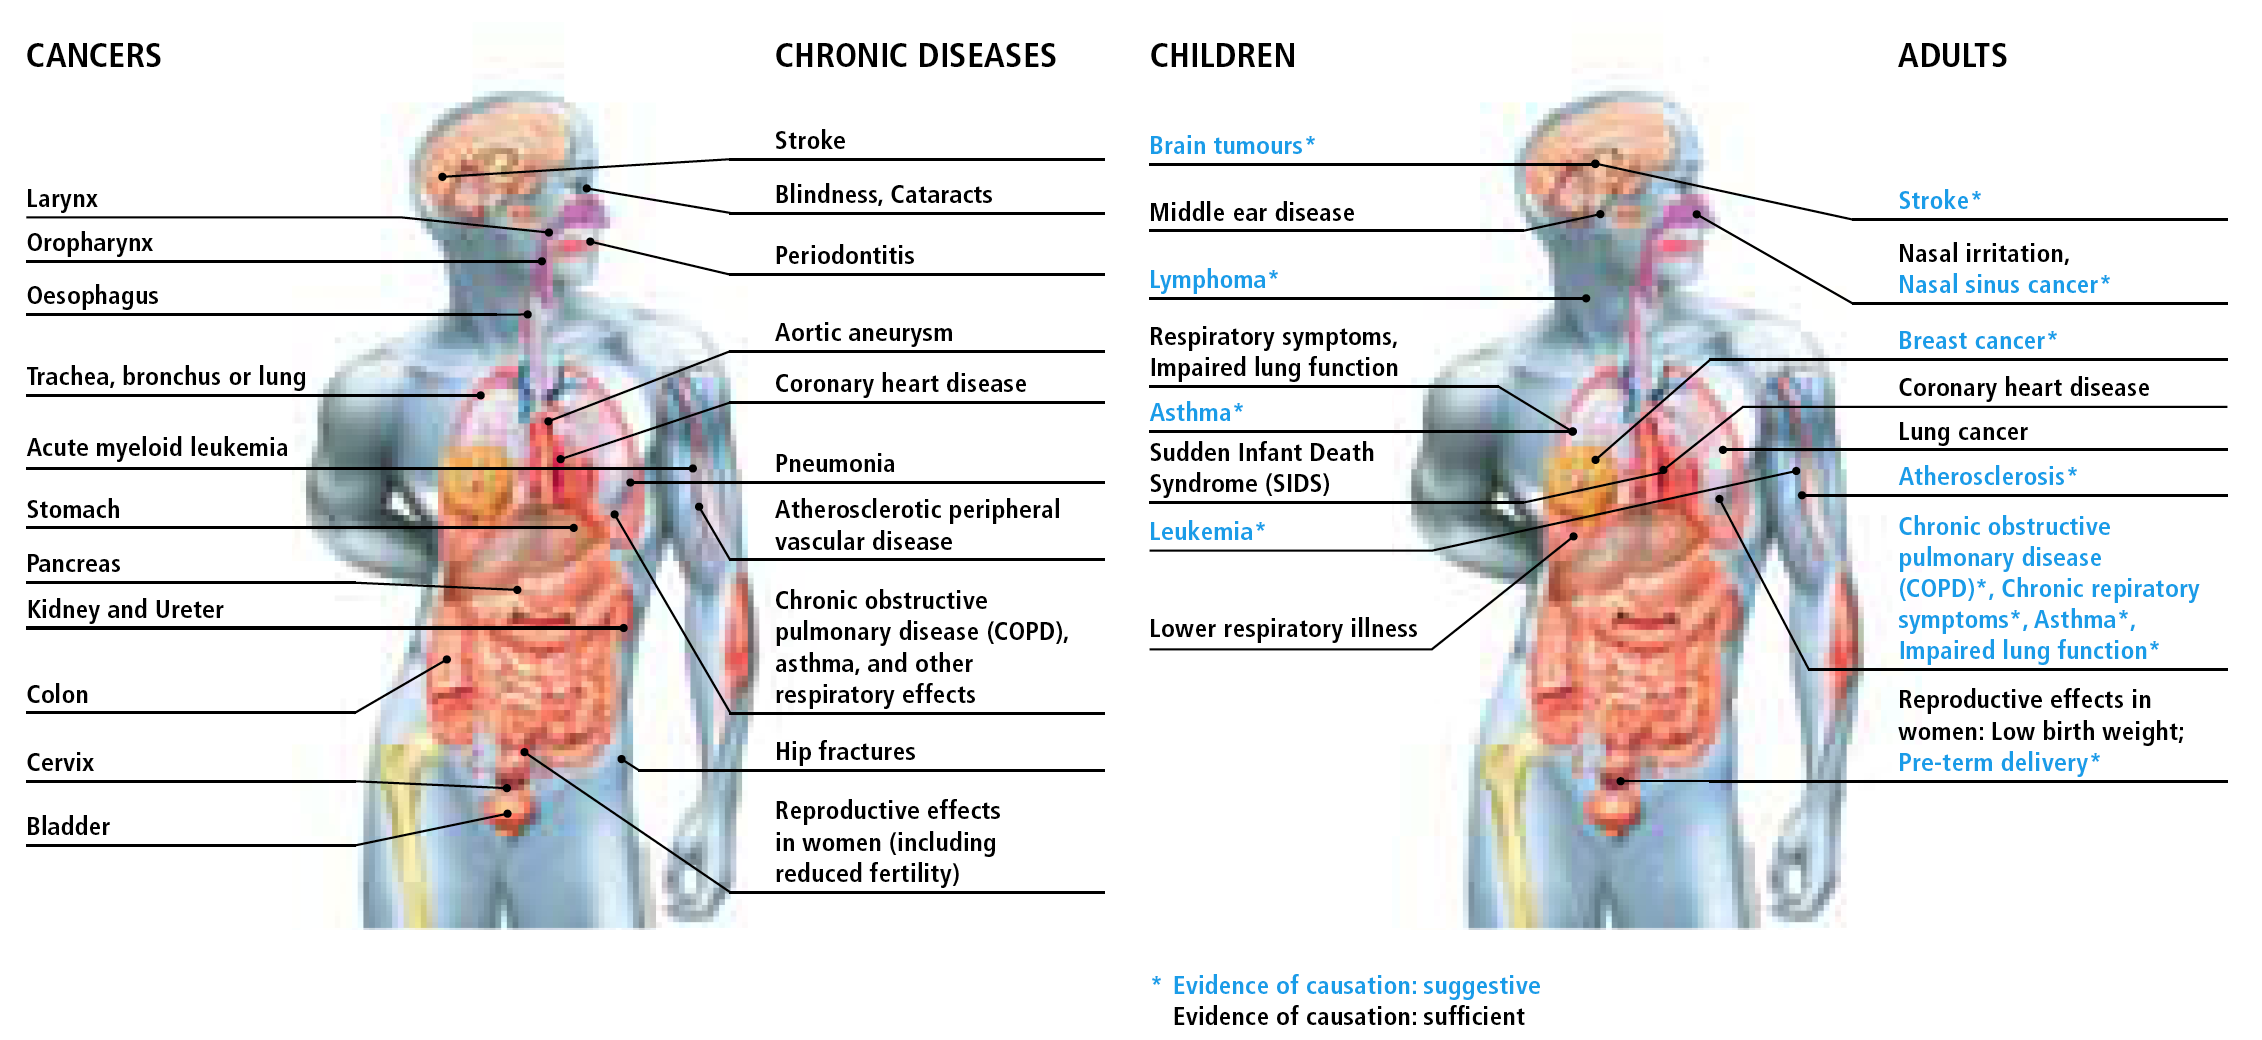 CANCERS
Larynx
Oropharynx
Oesophagus
Trachea, bronchus or lung
Acute myeloid leukemia
Stomach
Pancreas
Kidney and Ureter
Colon
Cervix
Bladder
CHRONIC DISEASES
Stroke
Blindness, Cataracts
Periodontitis
Aortic aneurysm
Coronary heart disease
Pneumonia
Atherosclerotic peripheral
vascular disease
Chronic obstructive
pulmonary disease (COPD),
asthma, and other
respiratory effects
Hip fractures
Reproductive effects
in women (including
reduced fertility)
CHILDREN
Brain tumours*
Middle ear disease
Lymphoma*
Respiratory symptoms,
Impaired lung function
Asthma*
Sudden Infant Death
Syndrome (SIDS)
Leukemia*
Lower respiratory illness
ADULTS
Stroke*
Nasal irritation,
Nasal sinus cancer*
Breast cancer*
Coronary heart disease
Lung cancer
Atherosclerosis*
Chronic obstructive
pulmonary disease
(COPD)*, Chronic repiratory
symptoms*, Asthma*,
Impaired lung function*
Reproductive effects in
women: Low birth weight;
Pre-term delivery*
* Evidence of causation: suggestive
Evidence of causation: sufficient